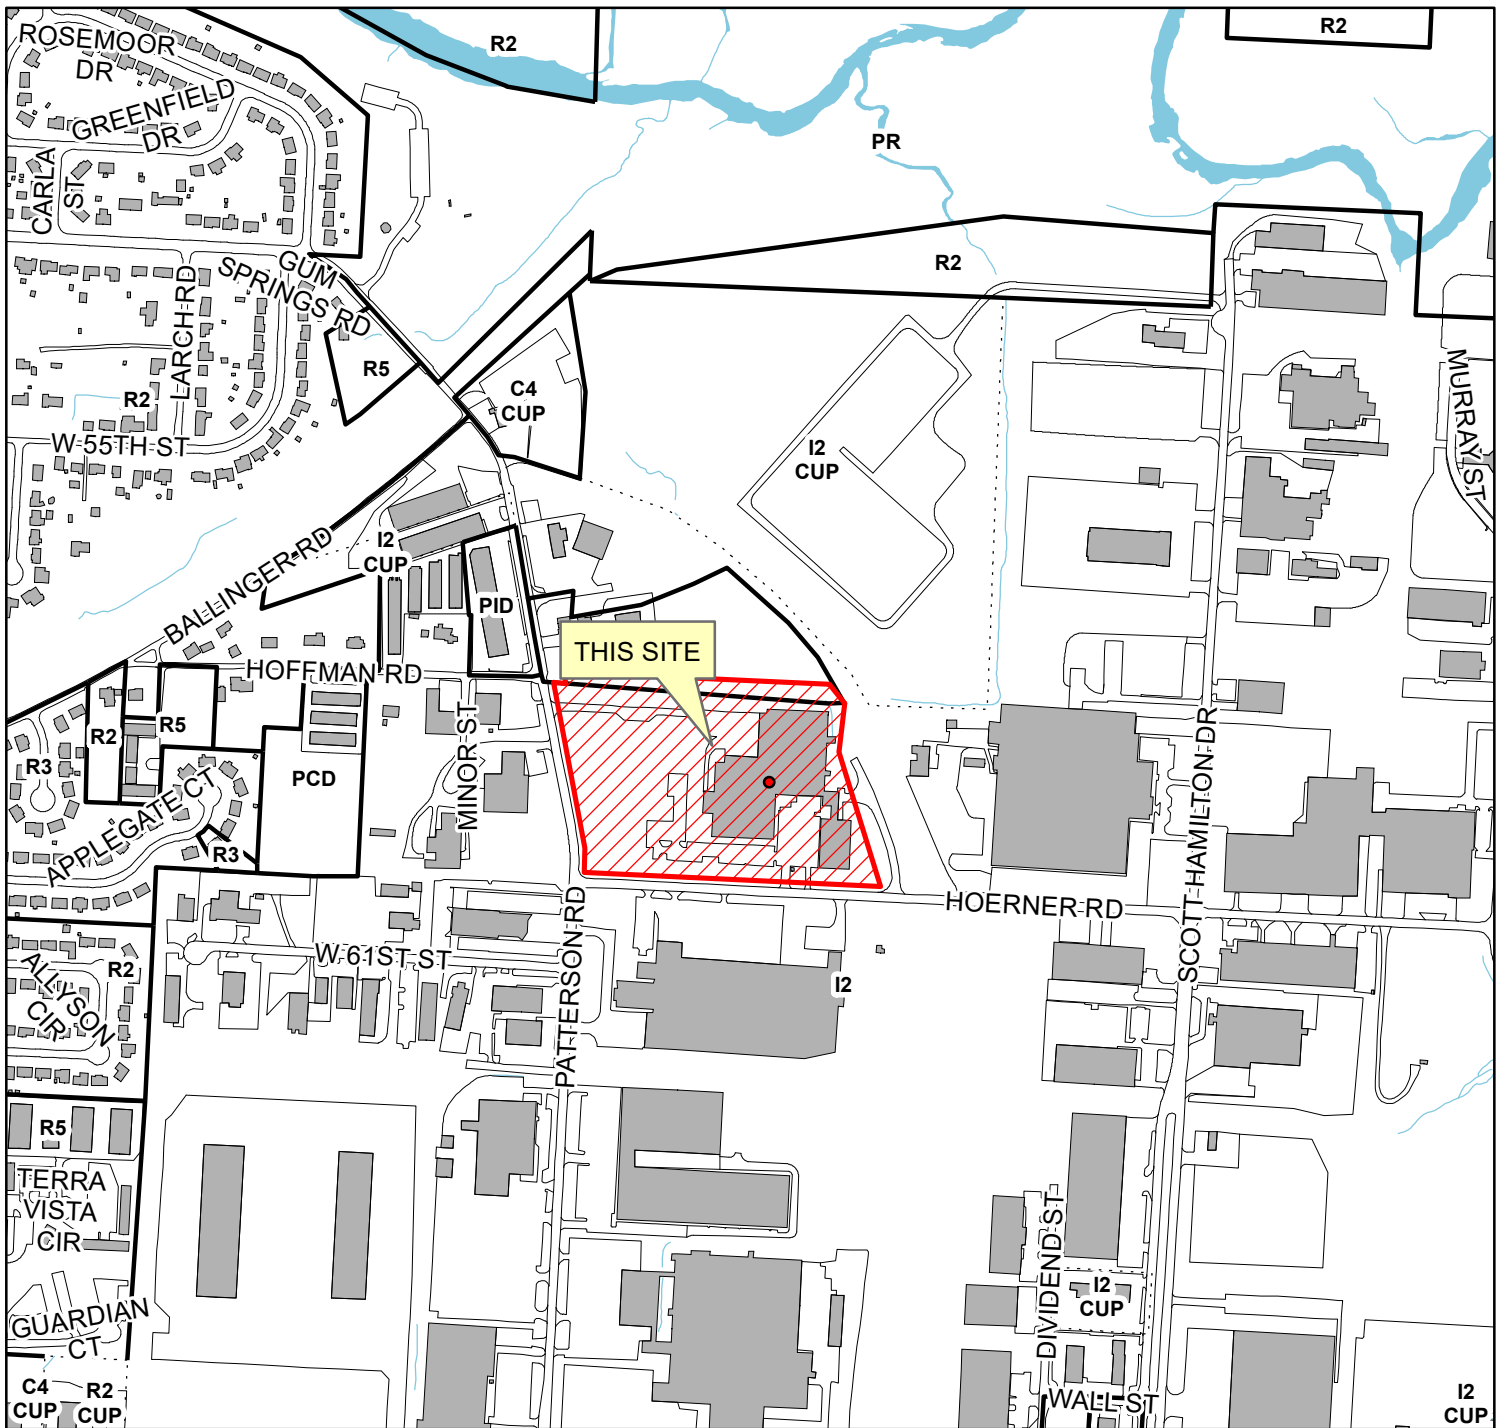 R2
R2
ROSEMOOR
DR
GREENFIELD
DR
PR
CARLA
ST
GUM
SPRINGS RD
R2
LARCH RD
R5
C4
CUP
R2
MURRAY ST
W 55TH ST
I2
CUP
BALLINGER RD
I2
CUP
PID
THIS SITE
HOFFMAN RD
R2
R5
R3
PCD
MINOR ST
SCOTT HAMILTON DR
APPLEGATE CT
R3
HOERNER RD
PATTERSON RD
W 61ST ST
R2
ALLYSON
CIR
I2
R5
TERRA
VISTA
CIR
DIVIDEND ST
I2
CUP
GUARDIAN
CT
C4
CUP
R2
CUP
WALL ST
I2
CUP